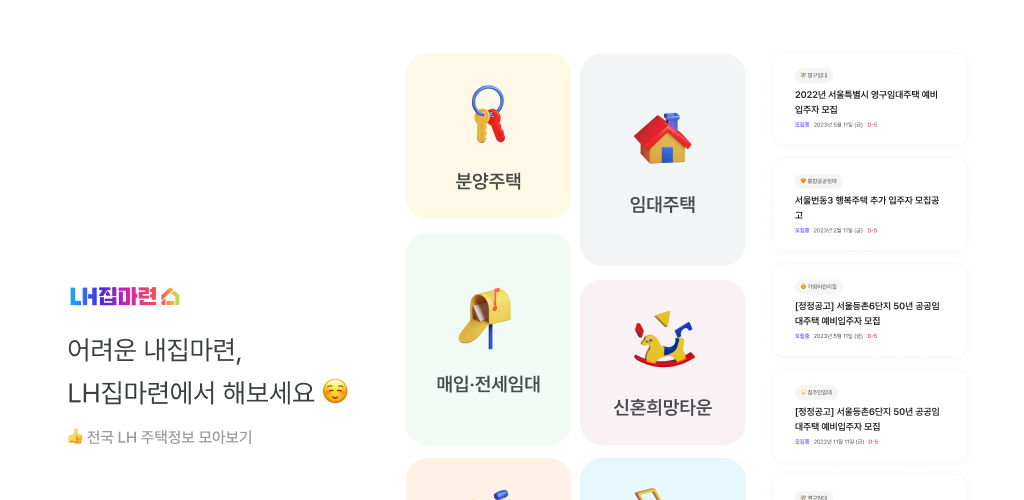 LH집마련
어려운 내집마련,
LH집마련에서 해보세요 ☺️
👍 전국 LH 주택정보 모아보기
분양주택
임대주택
매입·전세임대
신혼희망타운
영구임대
2022년 서울특별시 영구임대주택 예비
입주자 모집
모집중 2023년 5월 11일 (금) D-5
통합공공임대
서울번동3 행복주택 추가 입주자 모집공
고
모집중 2023년 2월 11일 (금) D-5
가정어린이집
[정정공고] 서울등촌6단지 50년 공공임
대주택 예비입주자 모집
모집중 2023년 5월 11일 (금) D-5
집주인임대
[정정공고] 서울등촌6단지 50년 공공임
대주택 예비입주자 모집
모집중 2022년 11월 11일 (금) D-5
영구임대